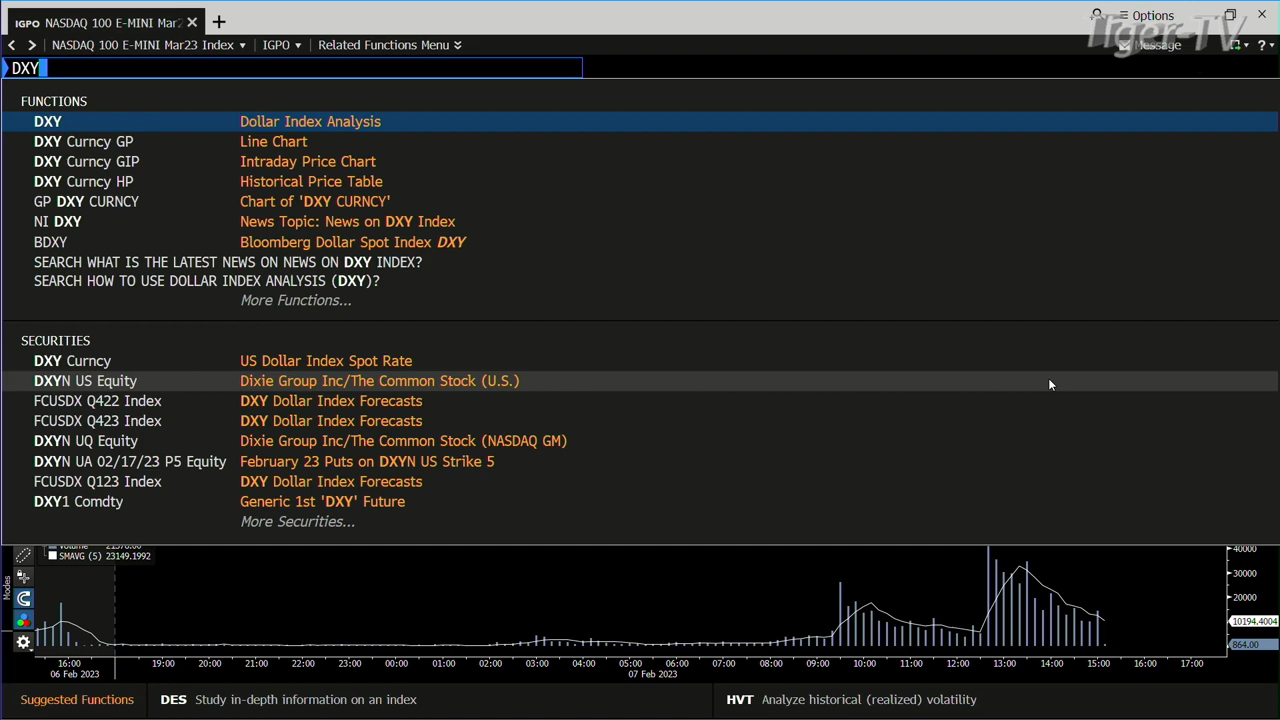 IGPO NASDAQ 100 E-MINI Mar2
Options
Tiger-TV
NASDAQ 100 E-MINI Mar23 Index
IGPO
Related Functions Menu
Message
?
DXY
FUNCTIONS
DXY Dollar Index Analysis
DXY Curncy GP Line Chart
DXY Curncy GIP Intraday Price Chart
DXY Curncy HP Historical Price Table
GP DXY CURNCY Chart of 'DXY CURNCY'
NI DXY News Topic: News on DXY Index
BDXY Bloomberg Dollar Spot Index DXY
SEARCH WHAT IS THE LATEST NEWS ON NEWS ON DXY INDEX?
SEARCH HOW TO USE DOLLAR INDEX ANALYSIS (DXY)?
More Functions...
SECURITIES
DXY Curncy US Dollar Index Spot Rate
DXYN US Equity Dixie Group Inc/The Common Stock (U.S.)
FCUSDX Q422 Index DXY Dollar Index Forecasts
FCUSDX Q423 Index DXY Dollar Index Forecasts
DXYN UQ Equity Dixie Group Inc/The Common Stock (NASDAQ GM)
DXYN UA 02/17/23 P5 Equity February 23 Puts on DXYN US Strike 5
FCUSDX Q123 Index DXY Dollar Index Forecasts
DXY1 Comdty Generic 1st 'DXY' Future
More Securities...
SMAVG (5) 23149.1992
40000
30000
20000
10194.4004
864.00
Modes
16:00 19:00 20:00 21:00 22:00 23:00 00:00 01:00 02:00 03:00 04:00 05:00 06:00 07:00 08:00 09:00 10:00 11:00 12:00 13:00 14:00 15:00 16:00 17:00
06 Feb 2023 07 Feb 2023
Suggested Functions DES Study in-depth information on an index HVT Analyze historical (realized) volatility